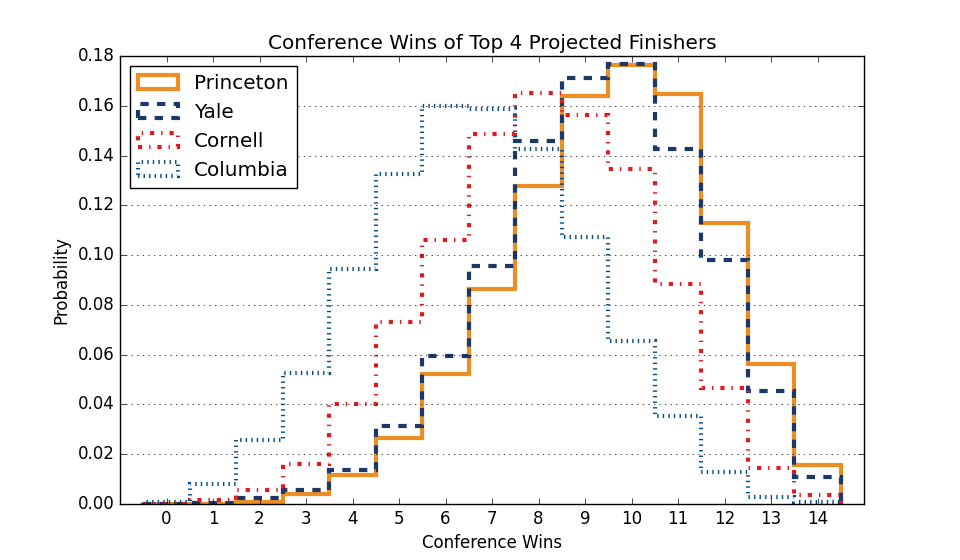 Conference Wins of Top 4 Projected Finishers
0.18
0.16
0.14
0.12
0.10
0.08
0.06
0.04
0.02
0.00
Probability
Princeton
Yale
Cornell
Columbia
0 1 2 3 4 5 6 7 8 9 10 11 12 13 14
Conference Wins